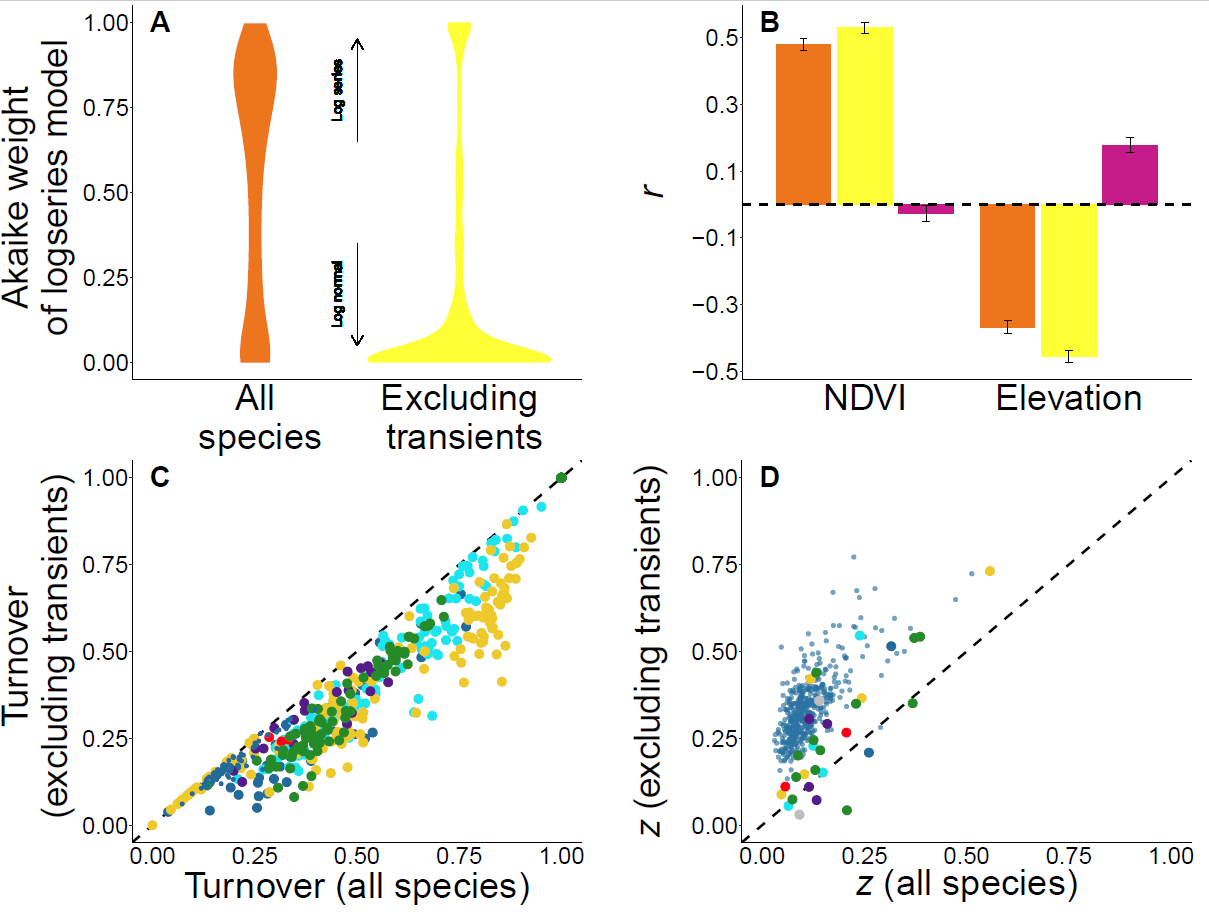 A
Akaike weight
of logseries model
1.00
0.75
0.50
0.25
0.00
Log series
Log normal
All
species
Excluding
transients
B
r
0.5
0.3
0.1
−0.1
−0.3
−0.5
NDVI
Elevation
C
Turnover
(excluding transients)
1.00
0.75
0.50
0.25
0.00
0.00 0.25 0.50 0.75 1.00
Turnover (all species)
D
z (excluding transients)
1.00
0.75
0.50
0.25
0.00
0.00 0.25 0.50 0.75 1.00
z (all species)